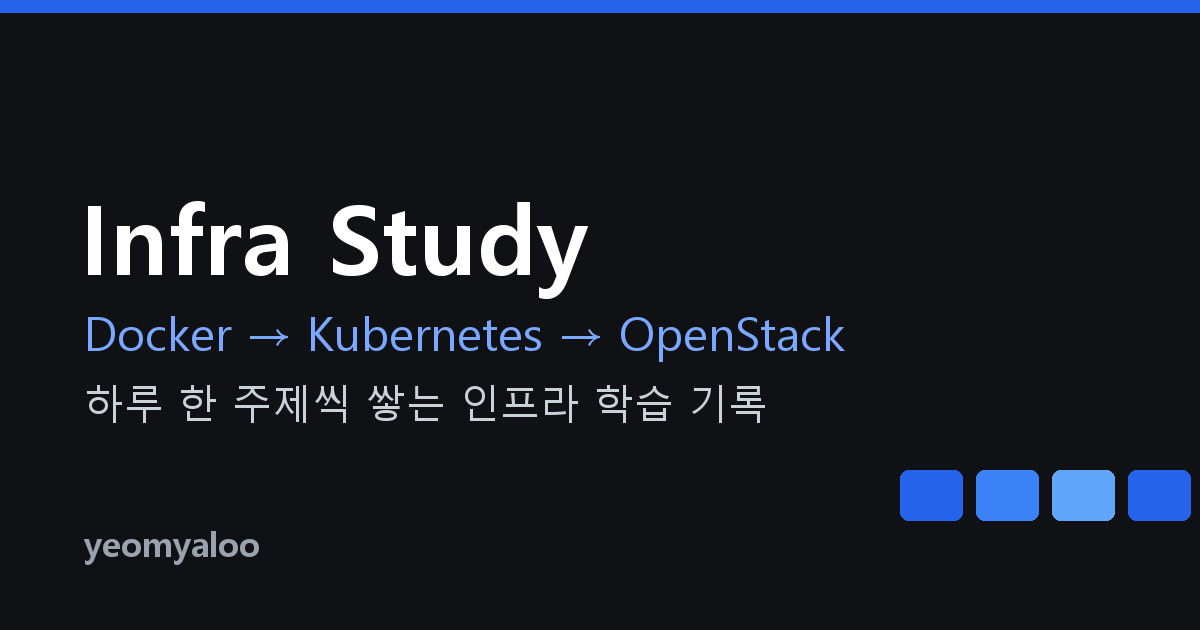 Infra Study
Docker → Kubernetes → OpenStack
하루 한 주제씩 쌓는 인프라 학습 기록
yeomyaloo